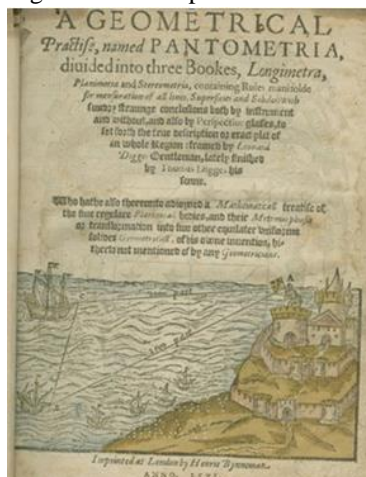 A GEOMETRICAL
Practise, named PANTOMETRIA,
diuided into three Bookes, Longimetra,
Planimetra and Stereometria, containing Rules manifolde
for mensuration of all lines, Superficies and Solides: with
sundry straunge conclusions both by instrument
and without, and also by Perspectiue glasses, to
set forth the true description or exact plat of
an whole Region: framed by Leonard
Digges Gentleman, lately finished
by Thomas Digges his
sonne.
Who hathe also thereunto adioyned a Mathematicall treatise of
the fiue regulare Platonicall bodies, and their Metamorphosis
or transformation into fiue other equilater vniforme
solides Geometricall, of his owne inuention, hi-
therto not mentioned of by any Geometricians.
Imprinted at London by Henrie Bynneman.
ANNO. 1571.